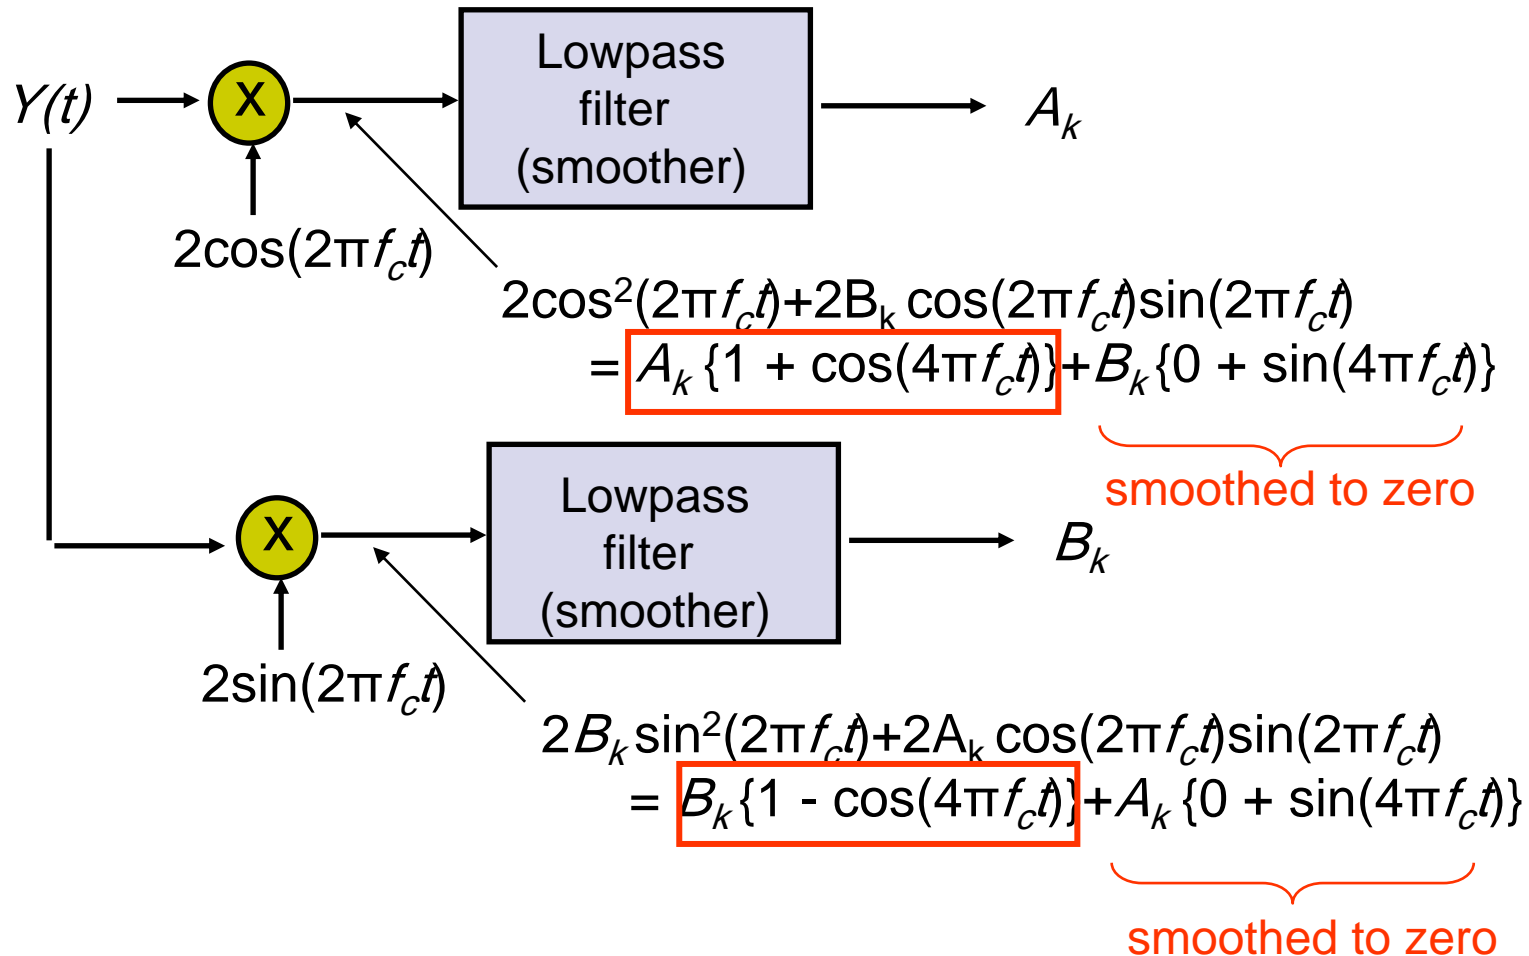 Lowpass
filter
(smoother)
Y(t)
x
A_k
2cos(2πf_ct)
2cos²(2πf_ct)+2B_k cos(2πf_ct)sin(2πf_ct)
= A_k {1 + cos(4πf_ct)}+B_k {0 + sin(4πf_ct)}
smoothed to zero
Lowpass
filter
(smoother)
x
B_k
2sin(2πf_ct)
2B_k sin²(2πf_ct)+2A_k cos(2πf_ct)sin(2πf_ct)
= B_k {1 - cos(4πf_ct)}+A_k {0 + sin(4πf_ct)}
smoothed to zero